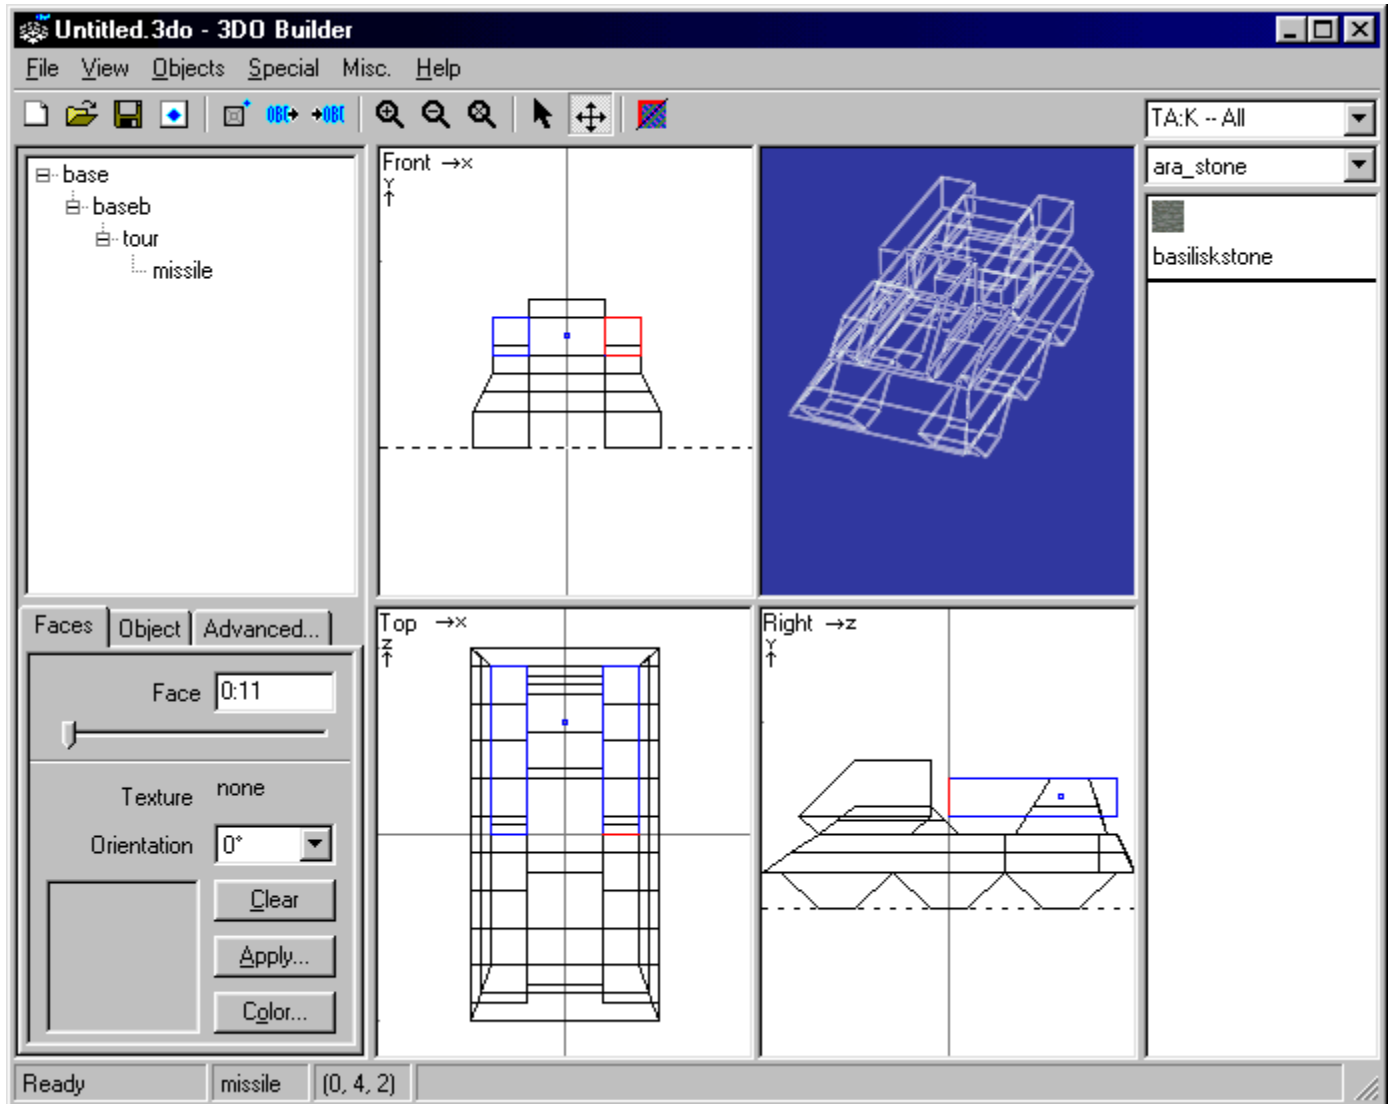 Untitled.3do - 3DO Builder
File View Objects Special Misc. Help
OBJ OBJ
TA:K -- All
ara_stone
basiliskstone
base
baseb
tour
missile
Front →x
Y
↑
Top →x
Z
↑
Right →z
Y
↑
Faces Object Advanced...
Face 0:11
Texture none
Orientation 0°
Clear
Apply...
Color...
Ready missile (0, 4, 2)